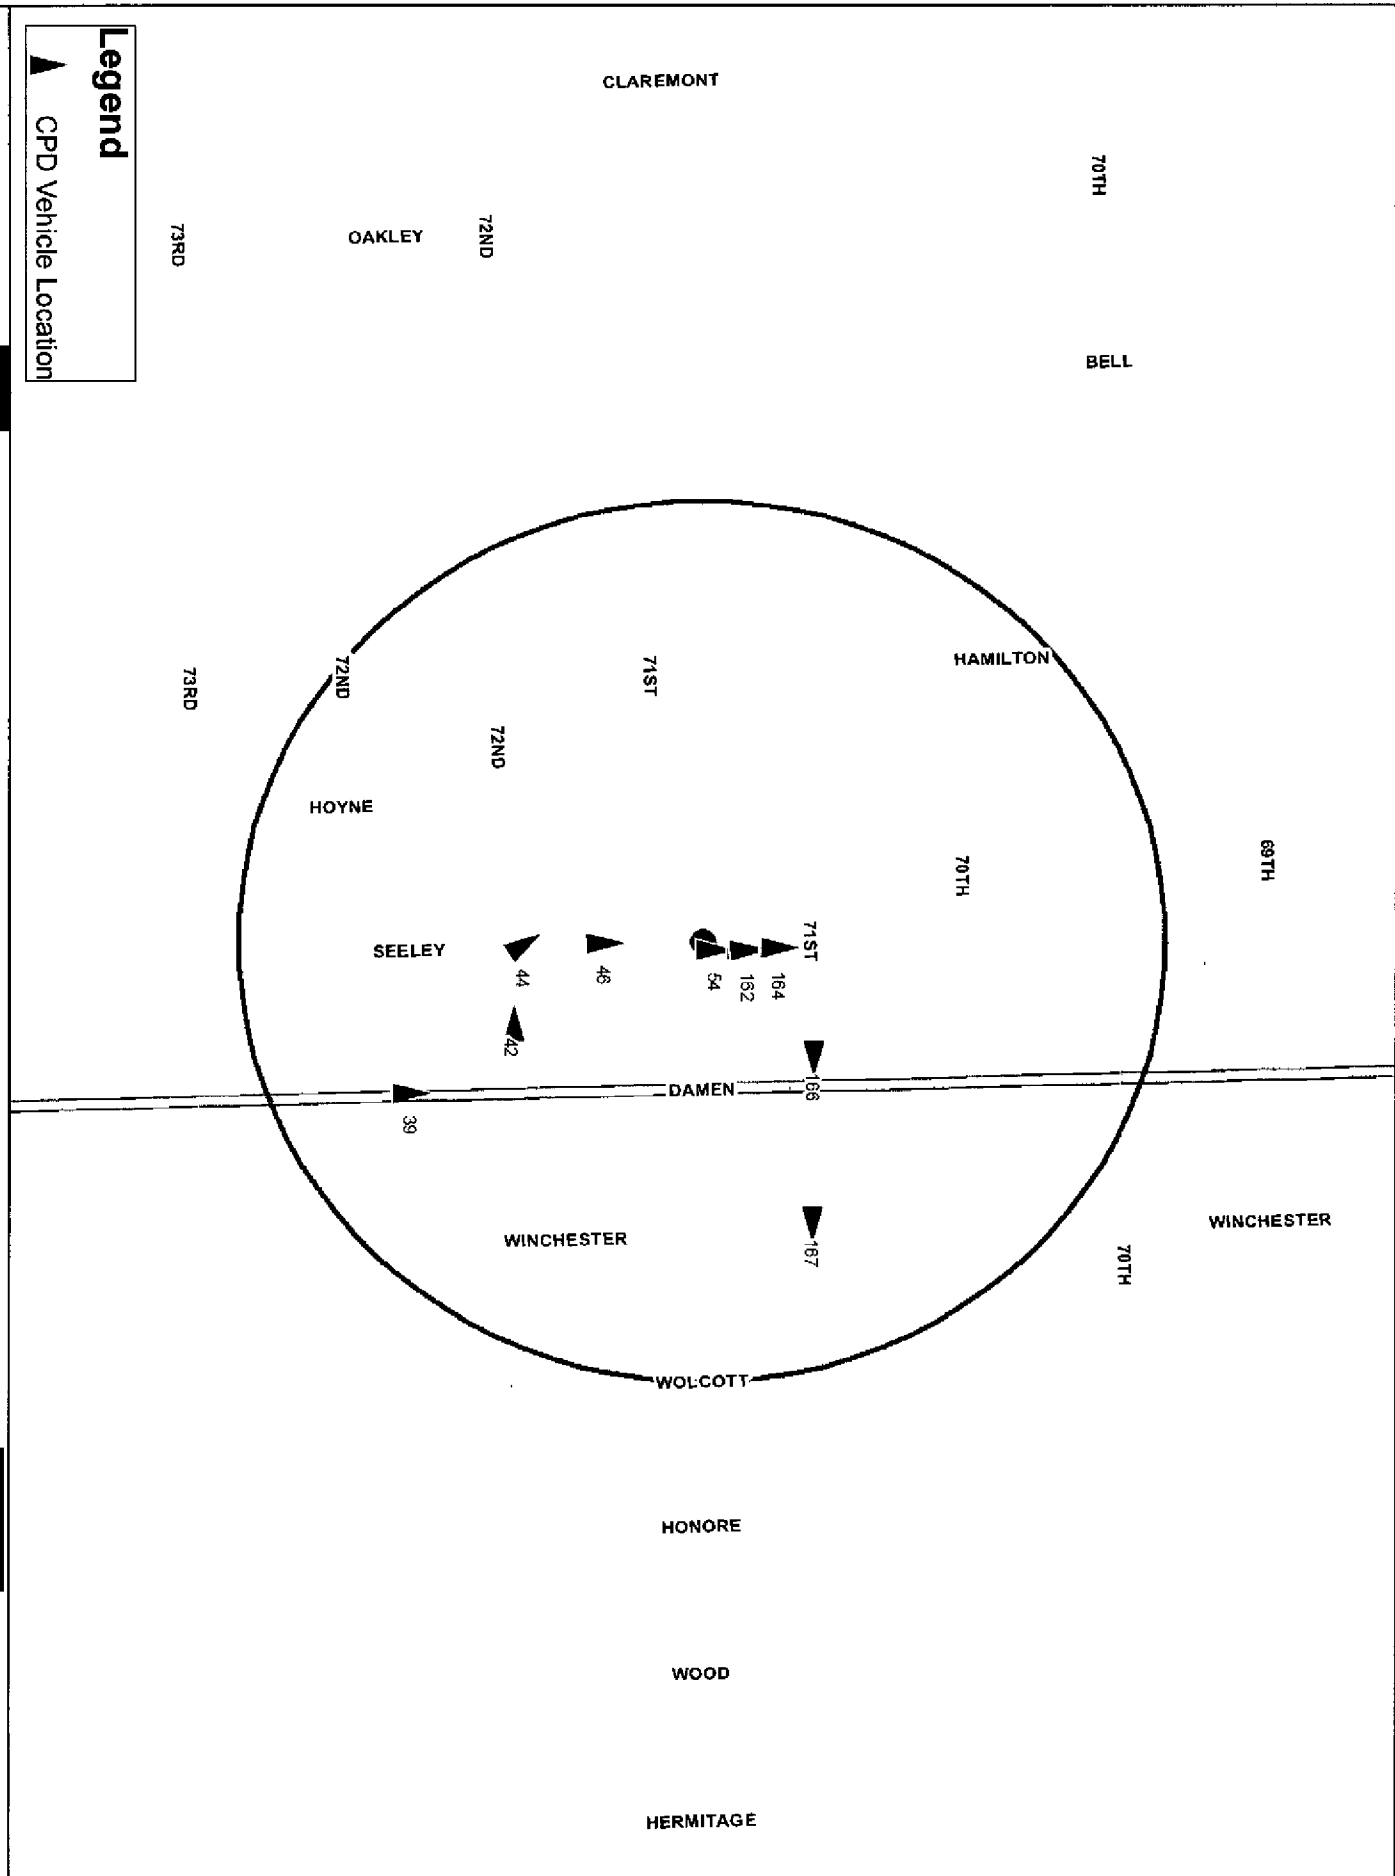 Legend
CPD Vehicle Location
CLAREMONT
70TH
73RD
OAKLEY
72ND
BELL
HAMILTON
71ST
72ND
73RD
72ND
HOYNE
69TH
70TH
71ST
SEELEY
44
46
54
162
164
42
166
DAMEN
39
WINCHESTER
WINCHESTER
167
70TH
WOLCOTT
HONORE
WOOD
HERMITAGE